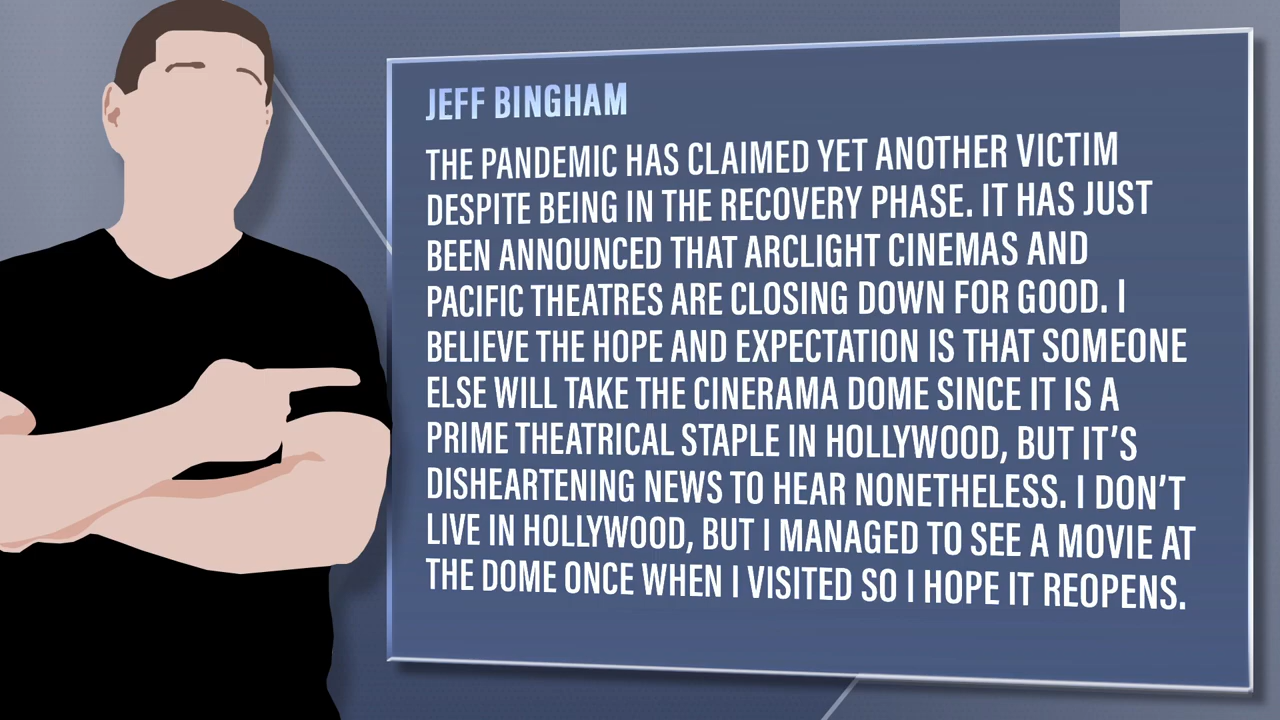 JEFF BINGHAM
THE PANDEMIC HAS CLAIMED YET ANOTHER VICTIM
DESPITE BEING IN THE RECOVERY PHASE. IT HAS JUST
BEEN ANNOUNCED THAT ARCLIGHT CINEMAS AND
PACIFIC THEATRES ARE CLOSING DOWN FOR GOOD. I
BELIEVE THE HOPE AND EXPECTATION IS THAT SOMEONE
ELSE WILL TAKE THE CINERAMA DOME SINCE IT IS A
PRIME THEATRICAL STAPLE IN HOLLYWOOD, BUT IT’S
DISHEARTENING NEWS TO HEAR NONETHELESS. I DON’T
LIVE IN HOLLYWOOD, BUT I MANAGED TO SEE A MOVIE AT
THE DOME ONCE WHEN I VISITED SO I HOPE IT REOPENS.